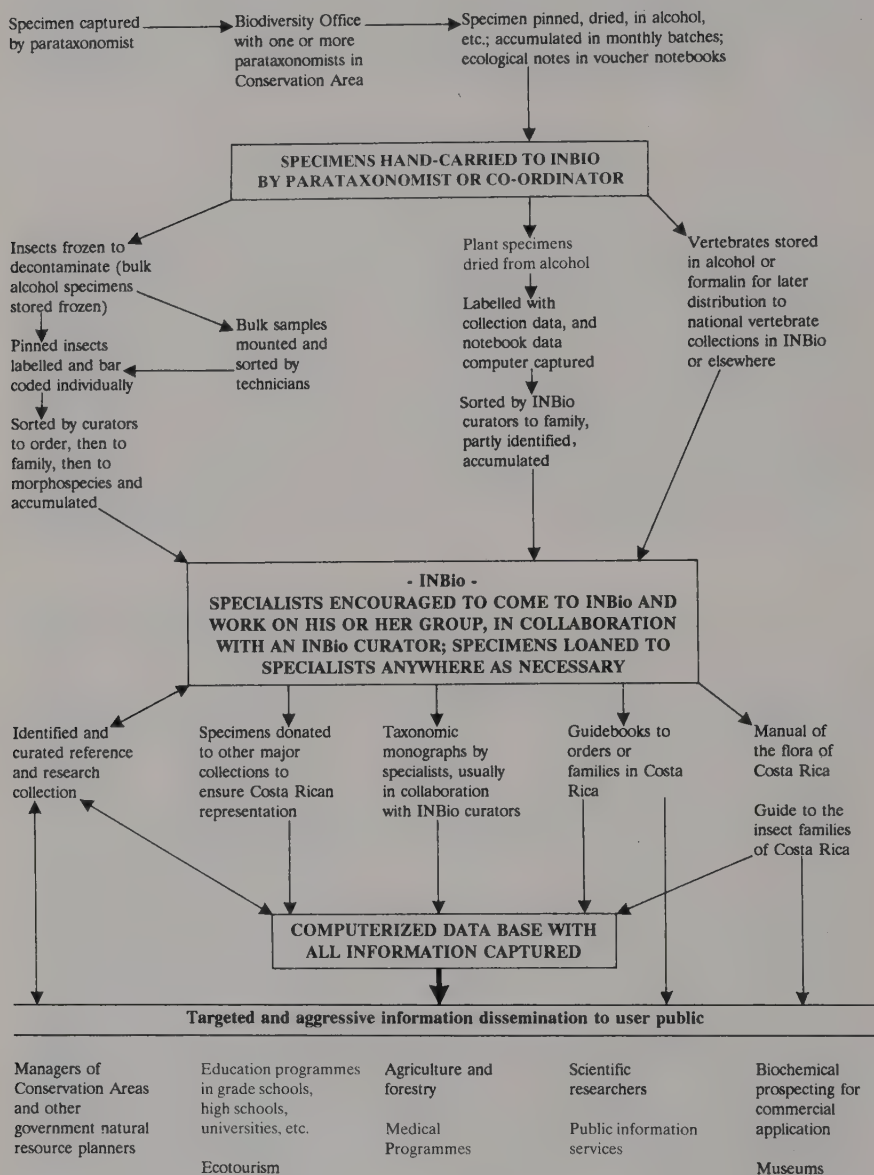 Specimen captured
by parataxonomist
Biodiversity Office
with one or more
parataxonomists in
Conservation Area
Specimen pinned, dried, in alcohol,
etc.; accumulated in monthly batches;
ecological notes in voucher notebooks
SPECIMENS HAND-CARRIED TO INBIO
BY PARATAXONOMIST OR CO-ORDINATOR
Insects frozen to
decontaminate (bulk
alcohol specimens
stored frozen)
Bulk samples
mounted and
sorted by
technicians
Pinned insects
labelled and bar
coded individually
Sorted by curators
to order, then to
family, then to
morphospecies and
accumulated
Plant specimens
dried from alcohol
Labelled with
collection data, and
notebook data
computer captured
Sorted by INBio
curators to family,
partly identified,
accumulated
Vertebrates stored
in alcohol or
formalin for later
distribution to
national vertebrate
collections in INBio
or elsewhere
- INBio -
SPECIALISTS ENCOURAGED TO COME TO INBio AND
WORK ON HIS OR HER GROUP, IN COLLABORATION
WITH AN INBio CURATOR; SPECIMENS LOANED TO
SPECIALISTS ANYWHERE AS NECESSARY
Identified and
curated reference
and research
collection
Specimens donated
to other major
collections to
ensure Costa Rican
representation
Taxonomic
monographs by
specialists, usually
in collaboration
with INBio curators
Guidebooks to
orders or
families in Costa
Rica
Manual of
the flora of
Costa Rica
Guide to the
insect families
of Costa Rica
COMPUTERIZED DATA BASE WITH
ALL INFORMATION CAPTURED
Targeted and aggressive information dissemination to user public
Managers of
Conservation Areas
and other
government natural
resource planners
Education programmes
in grade schools,
high schools,
universities, etc.
Ecotourism
Agriculture and
forestry
Medical
Programmes
Scientific
researchers
Public information
services
Biochemical
prospecting for
commercial
application
Museums